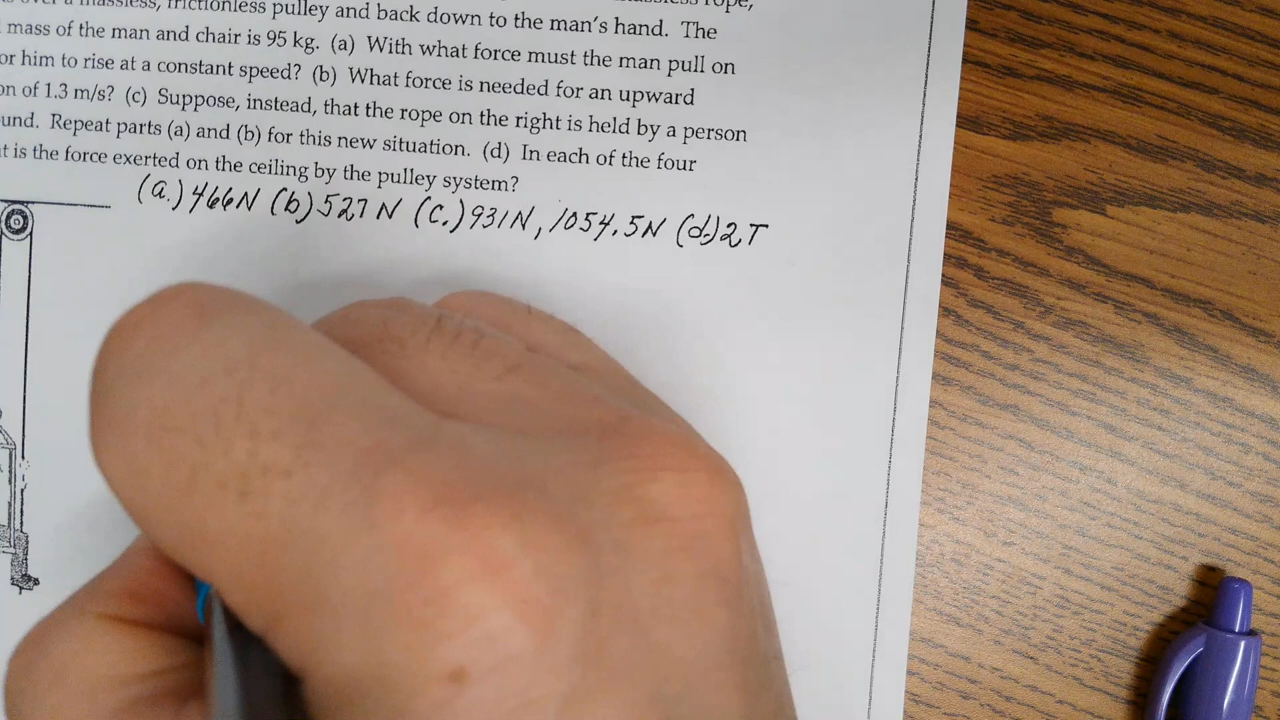 massless, frictionless pulley and back down to the man's hand. The
mass of the man and chair is 95 kg. (a) With what force must the man pull on
or him to rise at a constant speed? (b) What force is needed for an upward
on of 1.3 m/s? (c) Suppose, instead, that the rope on the right is held by a person
und. Repeat parts (a) and (b) for this new situation. (d) In each of the four
t is the force exerted on the ceiling by the pulley system?
(a.) 466N (b) 527 N (c.) 931N, 1054.5N (d.) 2T